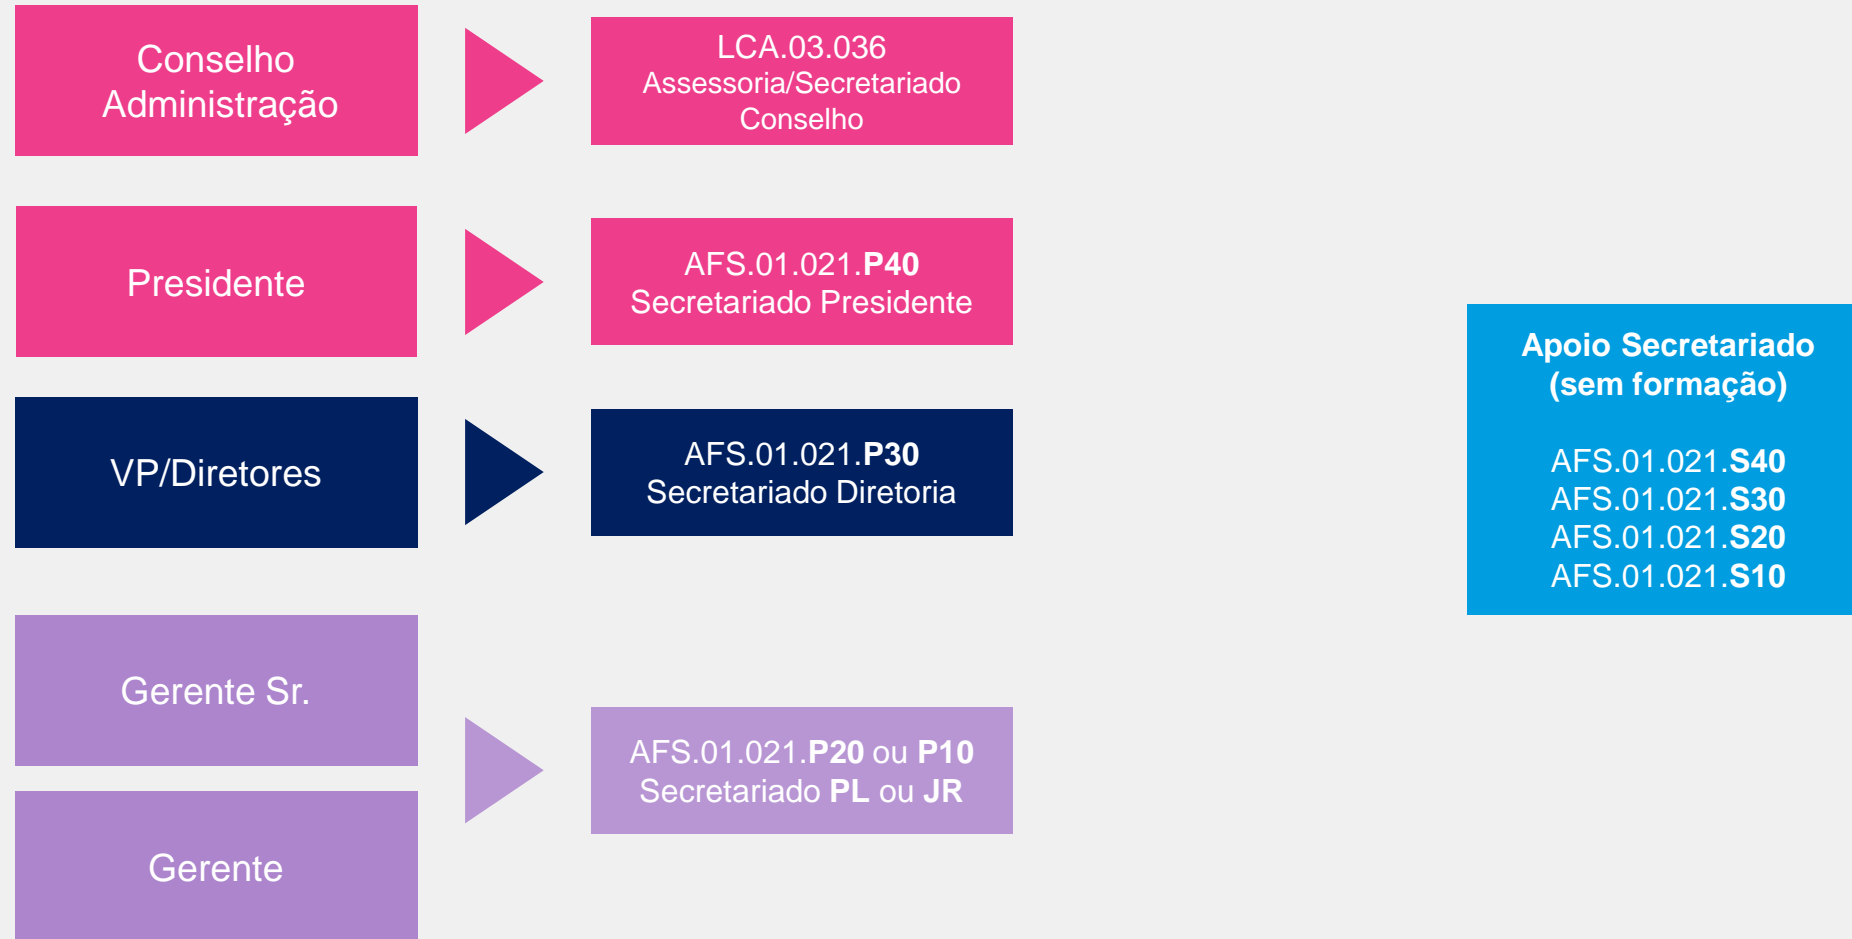 Conselho
Administração
LCA.03.036
Assessoria/Secretariado
Conselho
Presidente
AFS.01.021.P40
Secretariado Presidente
VP/Diretores
AFS.01.021.P30
Secretariado Diretoria
Gerente Sr.
Gerente
AFS.01.021.P20 ou P10
Secretariado PL ou JR
Apoio Secretariado
(sem formação)
AFS.01.021.S40
AFS.01.021.S30
AFS.01.021.S20
AFS.01.021.S10